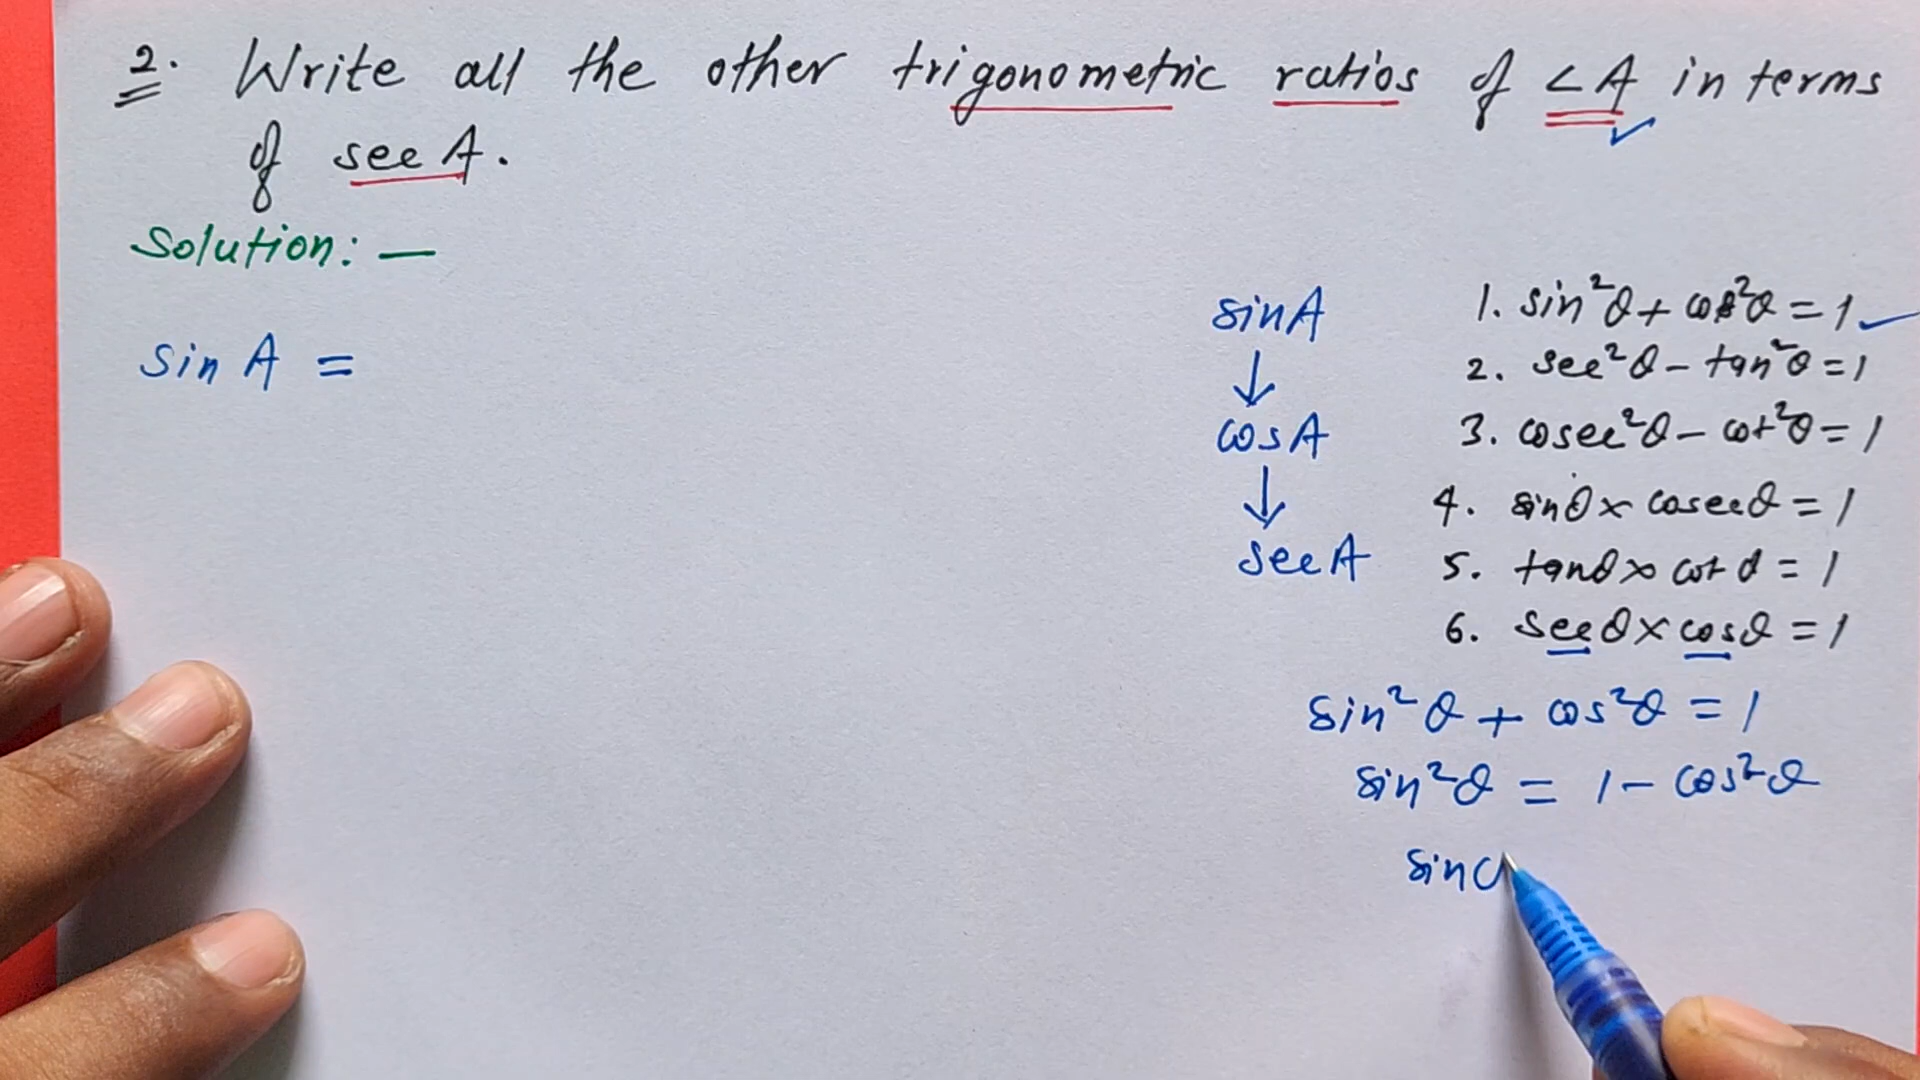 2. Write all the other trigonometric ratios of ∠A in terms
of sec A.
Solution: —
sin A =
sinA
↓
cosA
↓
secA
1. sin²θ + cos²θ = 1
2. sec²θ - tan²θ = 1
3. cosec²θ - cot²θ = 1
4. sinθ × cosecθ = 1
5. tanθ × cot θ = 1
6. secθ × cosθ = 1
sin²θ + cos²θ = 1
sin²θ = 1 - cos²θ
sin